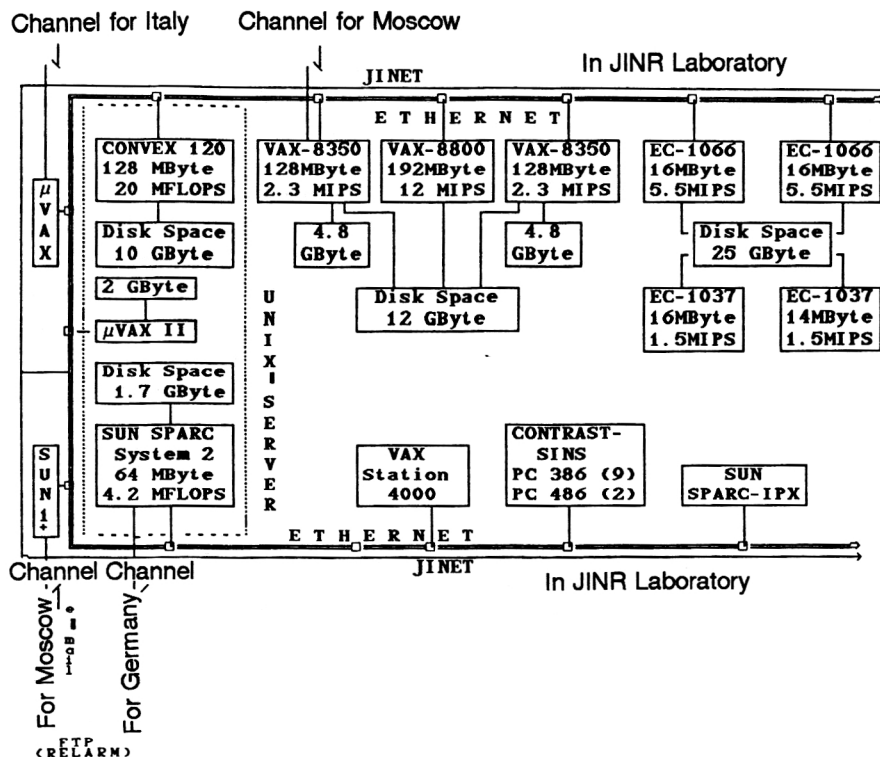 Channel for Italy
Channel for Moscow
In JINR Laboratory
JINET
E T H E R N E T
CONVEX 120
128 MByte
20 MFLOPS
VAX-8350
128MByte
2.3 MIPS
VAX-8800
192MByte
12 MIPS
VAX-8350
128MByte
2.3 MIPS
EC-1066
16MByte
5.5MIPS
EC-1066
16MByte
5.5MIPS
μVAX
Disk Space
10 GByte
4.8
GByte
4.8
GByte
Disk Space
25 GByte
2 GByte
μVAX II
UNIX-SERVER
Disk Space
12 GByte
EC-1037
16MByte
1.5MIPS
EC-1037
14MByte
1.5MIPS
Disk Space
1.7 GByte
SUN SPARC
System 2
64 MByte
4.2 MFLOPS
SUN 1+
VAX
Station
4000
CONTRAST-
SINS
PC 386 (9)
PC 486 (2)
SUN
SPARC-IPX
E T H E R N E T
JINET
In JINR Laboratory
Channel
Channel
For Moscow
e-mail
For Germany
FTP
(RELARM)